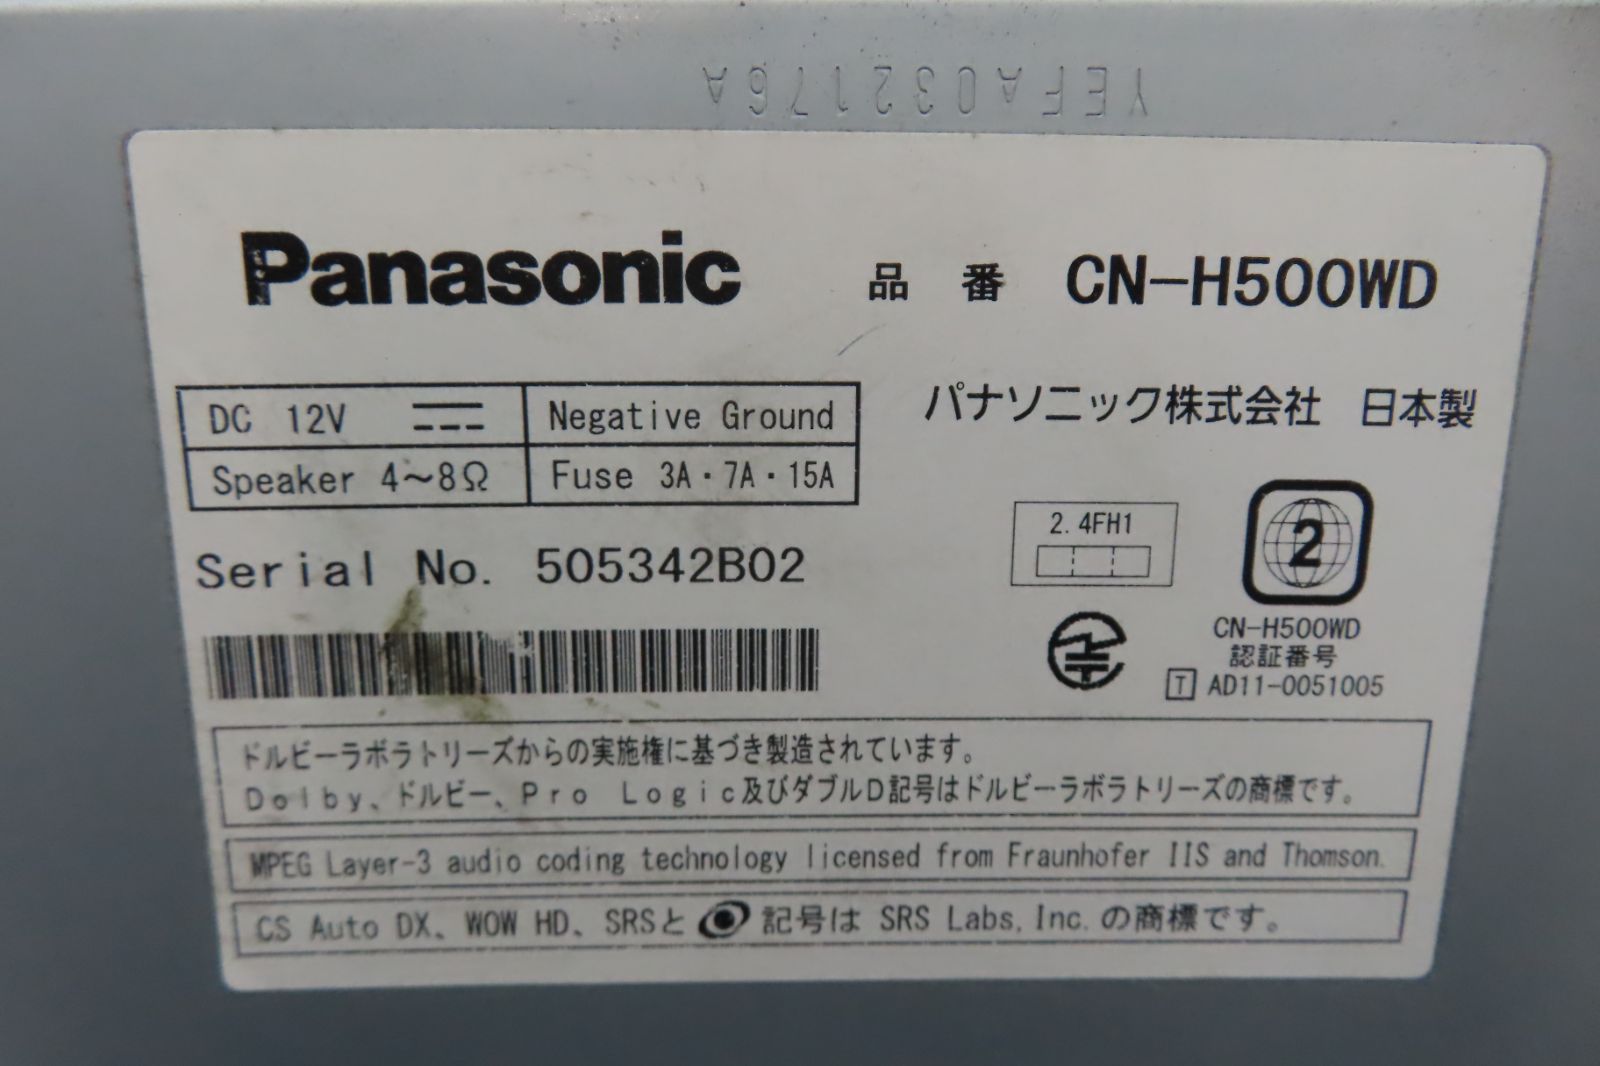 YEFA032176A
Panasonic 品番 CN-H500WD
パナソニック株式会社 日本製
DC 12V Negative Ground
Speaker 4～8Ω Fuse 3A・7A・15A
Serial No. 505342B02
2.4FH1
2
CN-H500WD
認証番号
T AD11-0051005
ドルビーラボラトリーズからの実施権に基づき製造されています。
Dolby、ドルビー、Pro Logic及びダブルD記号はドルビーラボラトリーズの商標です。
MPEG Layer-3 audio coding technology licensed from Fraunhofer IIS and Thomson.
CS Auto DX、WOW HD、SRSと 記号は SRS Labs, Inc. の商標です。